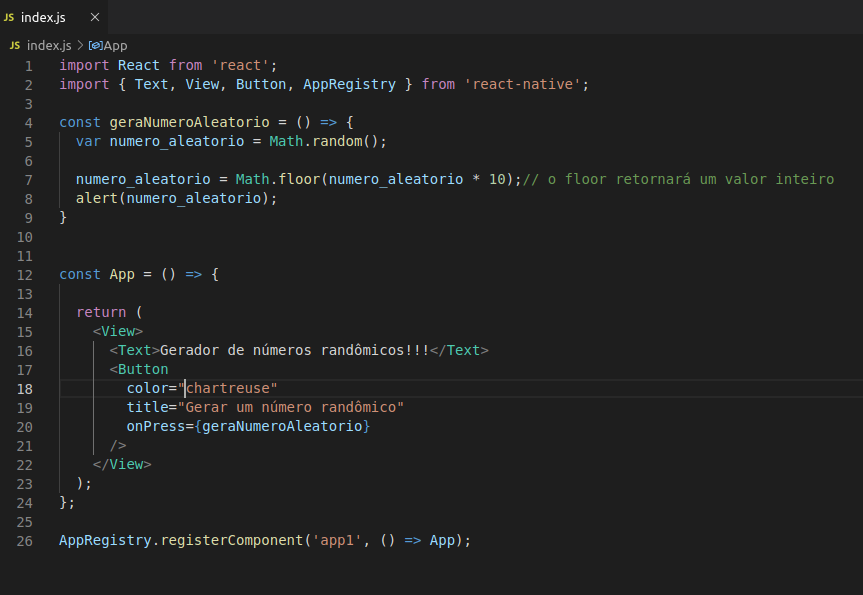 JS index.js ×
JS index.js > App
1 import React from 'react';
2 import { Text, View, Button, AppRegistry } from 'react-native';
3
4 const geraNumeroAleatorio = () => {
5   var numero_aleatorio = Math.random();
6
7   numero_aleatorio = Math.floor(numero_aleatorio * 10);// o floor retornará um valor inteiro
8   alert(numero_aleatorio);
9 }
10
11
12 const App = () => {
13
14   return (
15     <View>
16       <Text>Gerador de números randômicos!!!</Text>
17       <Button
18         color="chartreuse"
19         title="Gerar um número randômico"
20         onPress={geraNumeroAleatorio}
21       />
22     </View>
23   );
24 };
25
26 AppRegistry.registerComponent('app1', () => App);